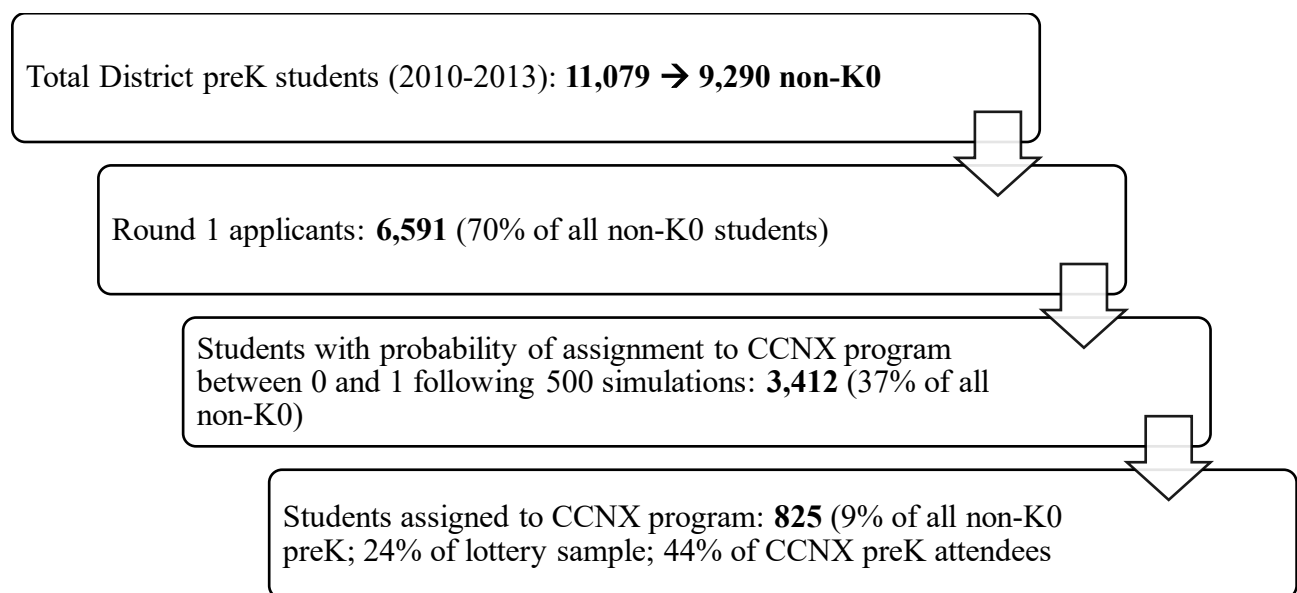 Total District preK students (2010-2013): 11,079 → 9,290 non-K0
Round 1 applicants: 6,591 (70% of all non-K0 students)
Students with probability of assignment to CCNX program
between 0 and 1 following 500 simulations: 3,412 (37% of all
non-K0)
Students assigned to CCNX program: 825 (9% of all non-K0
preK; 24% of lottery sample; 44% of CCNX preK attendees